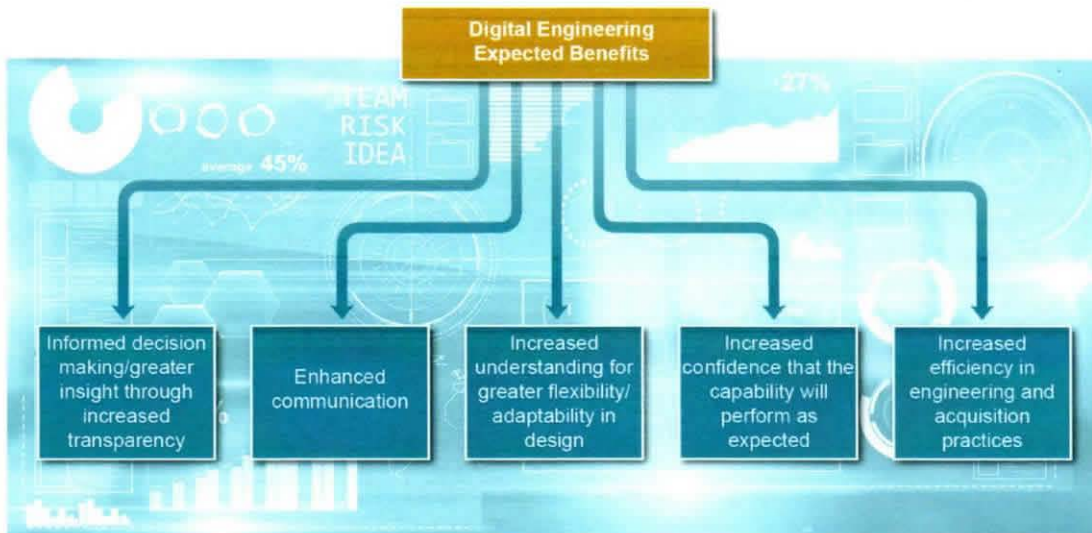 Digital Engineering
Expected Benefits
TEAM
RISK
IDEA
average 45%
27%
Informed decision
making/greater
insight through
increased
transparency
Enhanced
communication
Increased
understanding for
greater flexibility/
adaptability in
design
Increased
confidence that the
capability will
perform as
expected
Increased
efficiency in
engineering and
acquisition
practices